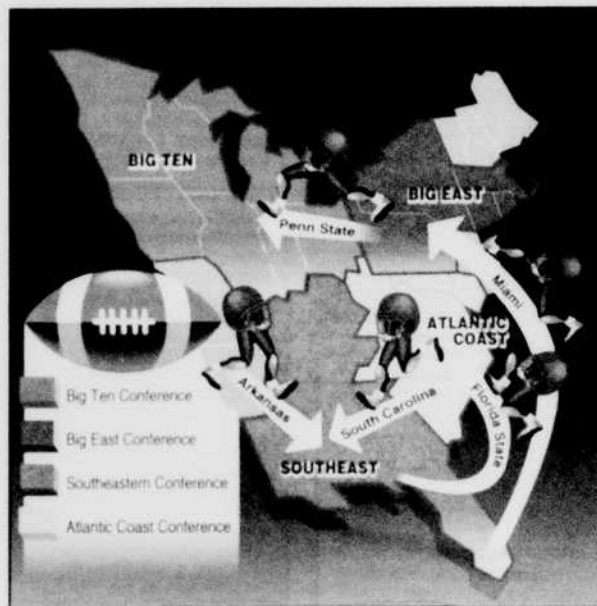 BIG TEN
BIG EAST
Penn State
Miami
ATLANTIC
COAST
Arkansas
South Carolina
Florida State
SOUTHEAST
Big Ten Conference
Big East Conference
Southeastern Conference
Atlantic Coast Conference